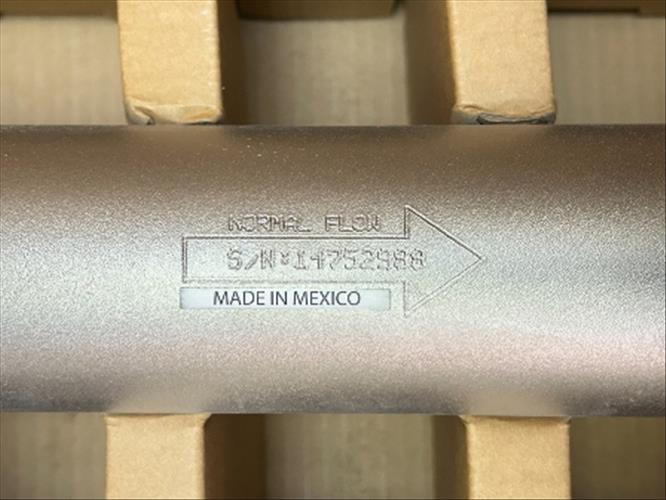 NORMAL FLOW
S/N:14752988
MADE IN MEXICO